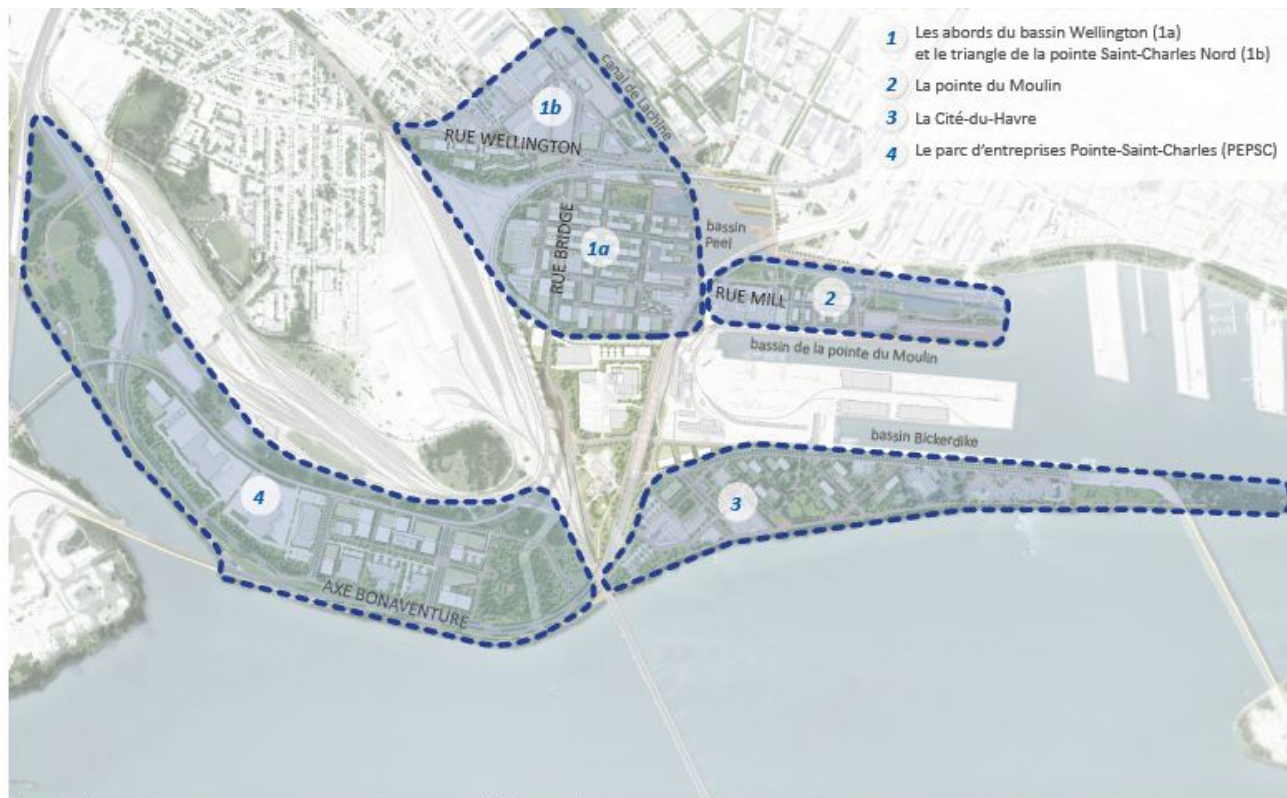 1 Les abords du bassin Wellington (1a)
et le triangle de la pointe Saint-Charles Nord (1b)
2 La pointe du Moulin
3 La Cité-du-Havre
4 Le parc d'entreprises Pointe-Saint-Charles (PEPSC)
canal de Lachine
1b
RUE WELLINGTON
bassin
Peel
RUE BRIDGE
1a
RUE MILL
2
bassin de la pointe du Moulin
bassin Bickerdike
4
3
AXE BONAVENTURE